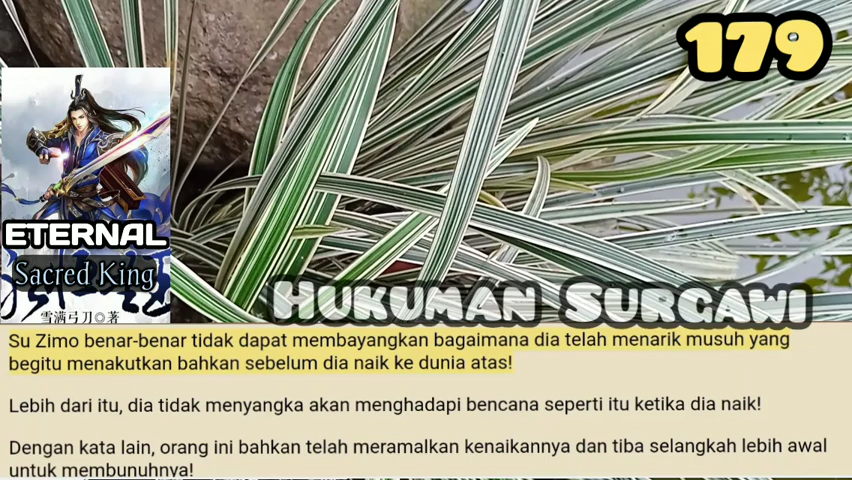 179
ETERNAL
Sacred King
雪满弓刀◎著
HUKUMAN SURGAWI
Su Zimo benar-benar tidak dapat membayangkan bagaimana dia telah menarik musuh yang
begitu menakutkan bahkan sebelum dia naik ke dunia atas!
Lebih dari itu, dia tidak menyangka akan menghadapi bencana seperti itu ketika dia naik!
Dengan kata lain, orang ini bahkan telah meramalkan kenaikannya dan tiba selangkah lebih awal
untuk membunuhnya!